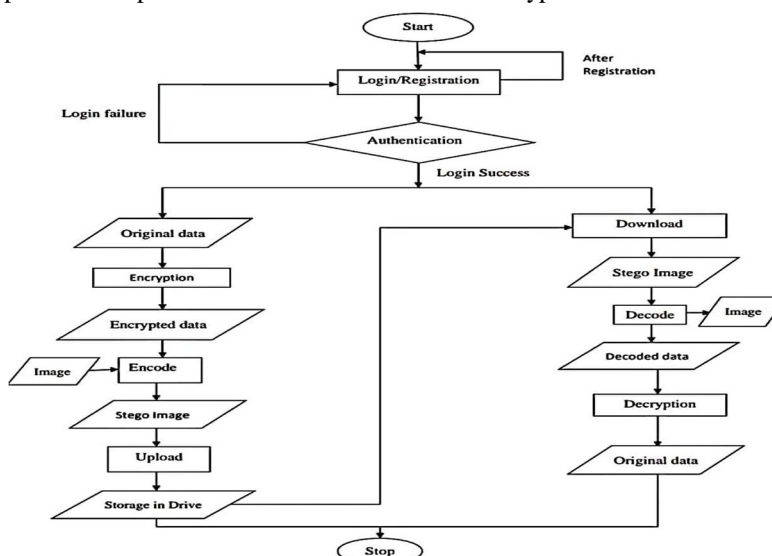 Start
After
Registration
Login/Registration
Login failure
Authentication
Login Success
Original data
Encryption
Encrypted data
Image
Encode
Stego Image
Upload
Storage in Drive
Download
Stego Image
Decode
Image
Decoded data
Decryption
Original data
Stop